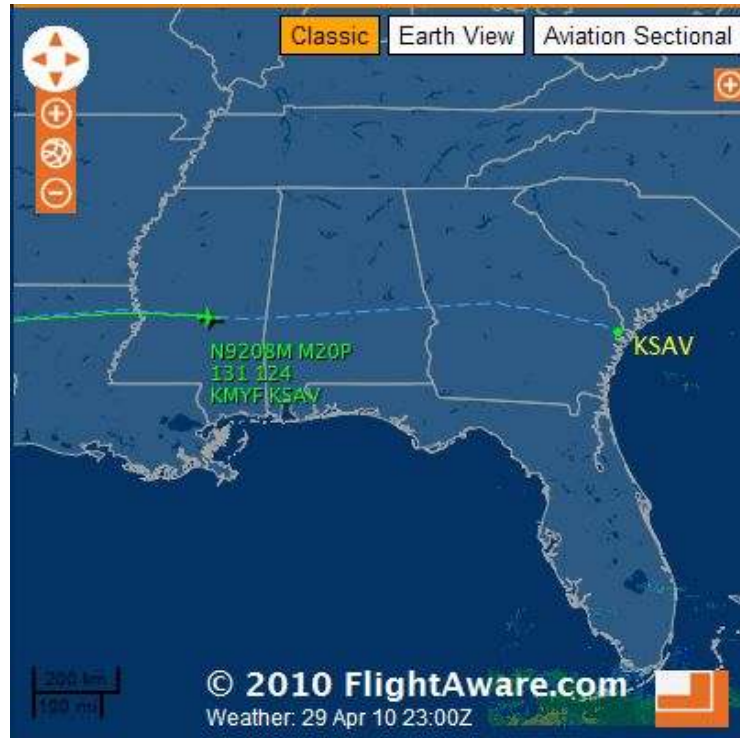 Classic
Earth View
Aviation Sectional
N9208M M20P
131 124
KMYF KSAV
KSAV
200 km
100 mi
© 2010 FlightAware.com
Weather: 29 Apr 10 23:00Z